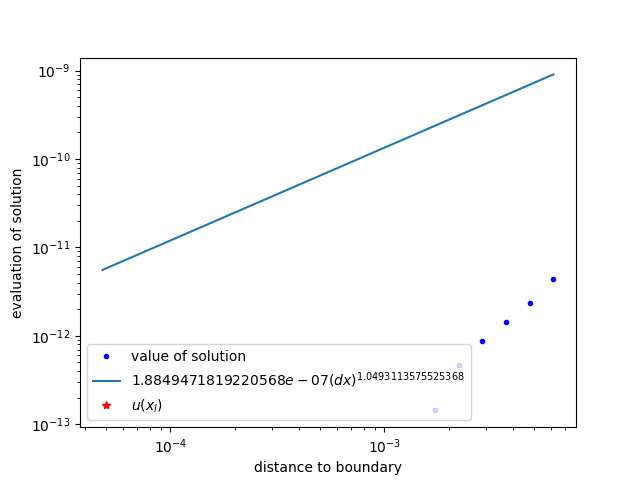 10^{-9}
10^{-10}
10^{-11}
10^{-12}
10^{-13}
evaluation of solution
value of solution
1.8849471819220568e − 07(dx)^{1.0493113575525368}
u(x_l)
10^{-4} 10^{-3}
distance to boundary